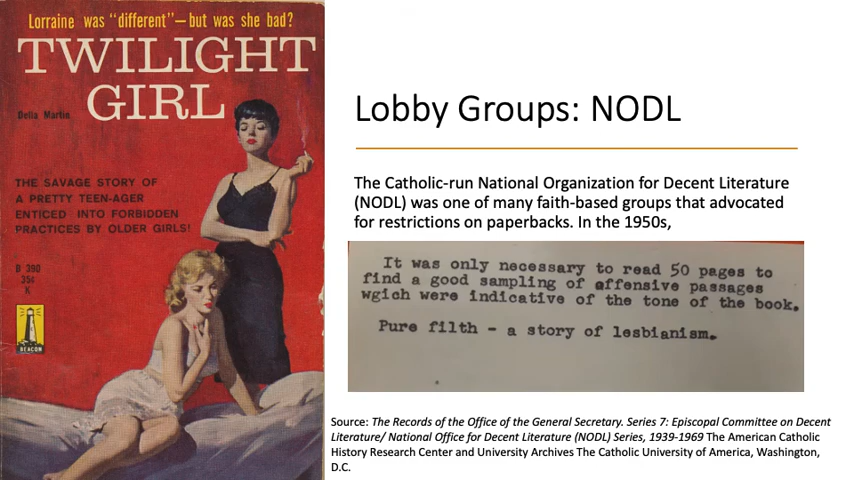 Lorraine was "different"—but was she bad?
TWILIGHT
GIRL
Della Martin
THE SAVAGE STORY OF
A PRETTY TEEN-AGER
ENTICED INTO FORBIDDEN
PRACTICES BY OLDER GIRLS!
B 390
35¢
K
BEACON
Lobby Groups: NODL
The Catholic-run National Organization for Decent Literature
(NODL) was one of many faith-based groups that advocated
for restrictions on paperbacks. In the 1950s,
It was only necessary to read 50 pages to
find a good sampling of offensive passages
wgich were indicative of the tone of the book.
Pure filth - a story of lesbianism.
Source: The Records of the Office of the General Secretary. Series 7: Episcopal Committee on Decent
Literature/ National Office for Decent Literature (NODL) Series, 1939-1969 The American Catholic
History Research Center and University Archives The Catholic University of America, Washington,
D.C.